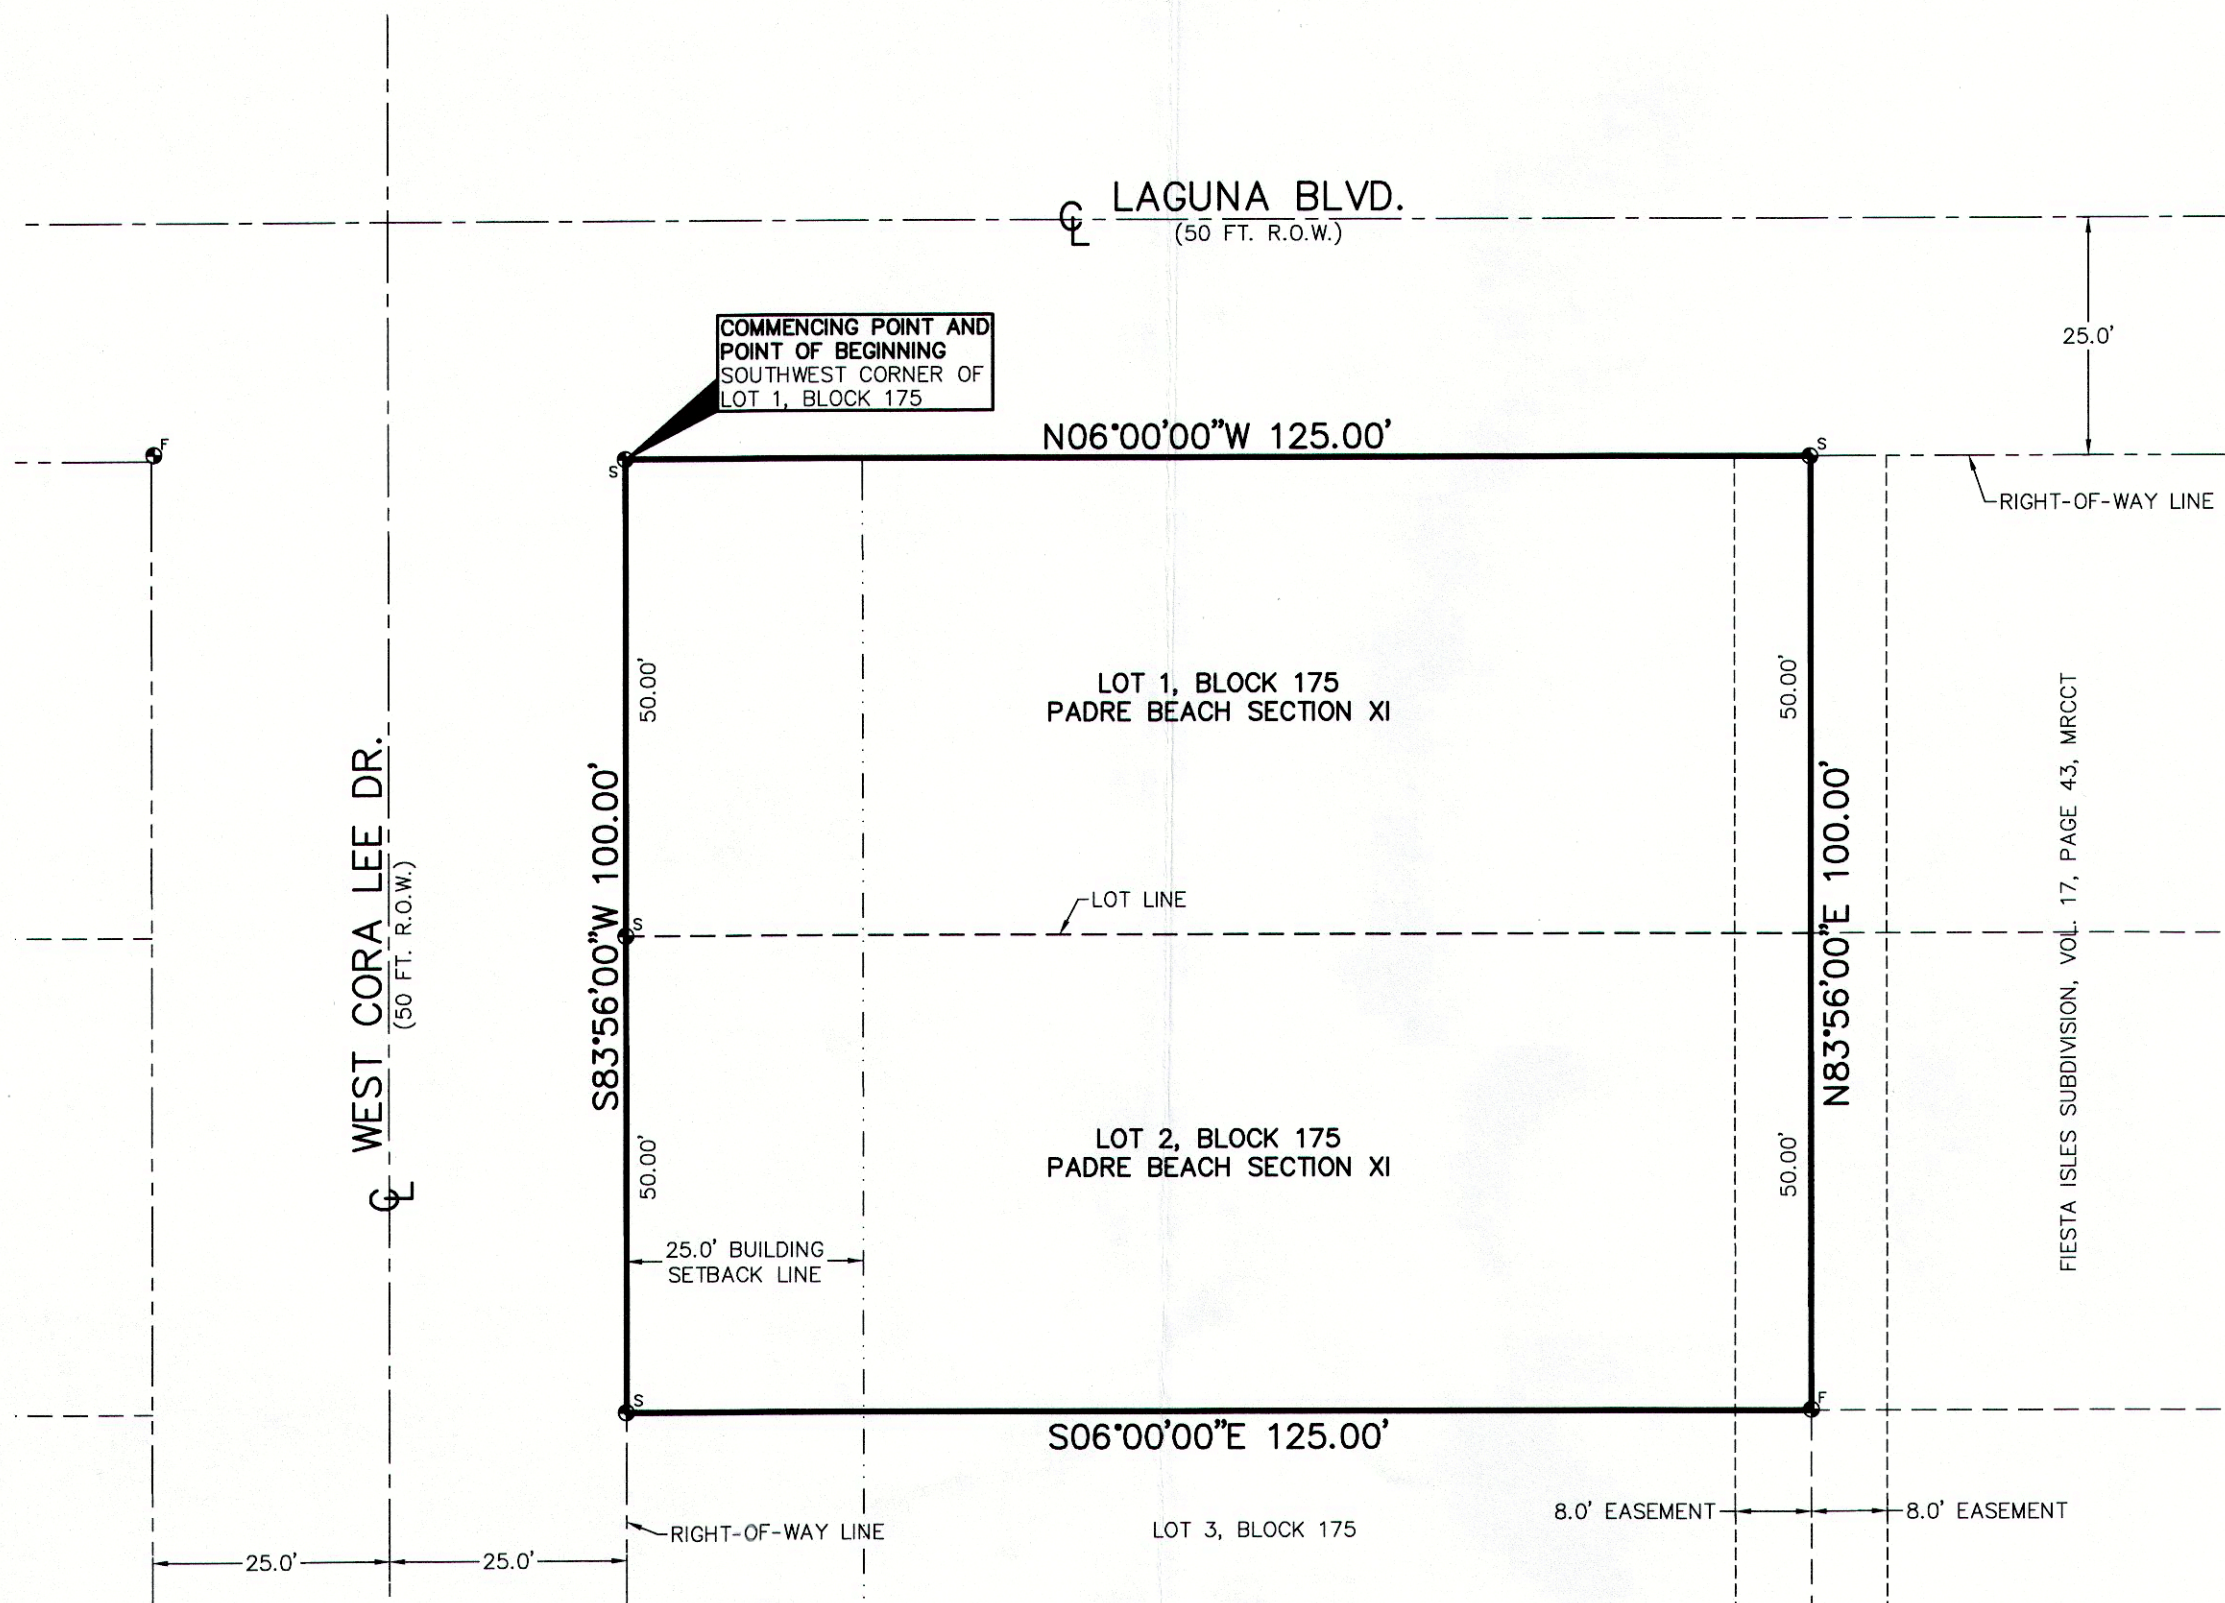 LAGUNA BLVD.
(50 FT. R.O.W.)
COMMENCING POINT AND
POINT OF BEGINNING
SOUTHWEST CORNER OF
LOT 1, BLOCK 175
25.0'
F
S
N06°00'00"W 125.00'
S
RIGHT-OF-WAY LINE
50.00'
LOT 1, BLOCK 175
PADRE BEACH SECTION XI
50.00'
WEST CORA LEE DR.
(50 FT. R.O.W.)
S83°56'00"W 100.00'
N83°56'00"E 100.00'
FIESTA ISLES SUBDIVISION, VOL. 17, PAGE 43, MRCCT
LOT LINE
S
50.00'
LOT 2, BLOCK 175
PADRE BEACH SECTION XI
50.00'
25.0' BUILDING
SETBACK LINE
S
S06°00'00"E 125.00'
F
8.0' EASEMENT
8.0' EASEMENT
RIGHT-OF-WAY LINE
LOT 3, BLOCK 175
25.0'
25.0'